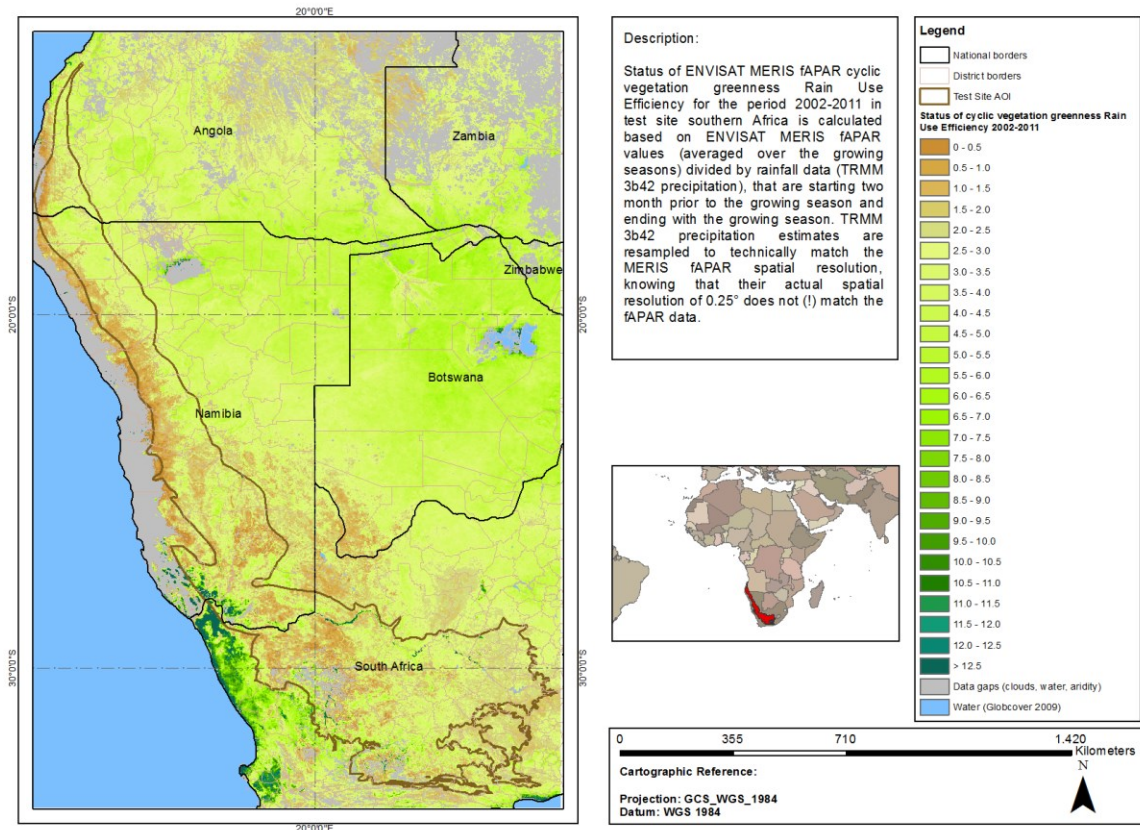 20°0'0"E
Angola
Zambia
Zimbabwe
20°0'0"S
20°0'0"S
Botswana
Namibia
30°0'0"S
30°0'0"S
South Africa
20°0'0"E
Description:
Status of ENVISAT MERIS fAPAR cyclic
vegetation greenness Rain Use
Efficiency for the period 2002-2011 in
test site southern Africa is calculated
based on ENVISAT MERIS fAPAR
values (averaged over the growing
seasons) divided by rainfall data (TRMM
3b42 precipitation), that are starting two
month prior to the growing season and
ending with the growing season. TRMM
3b42 precipitation estimates are
resampled to technically match the
MERIS fAPAR spatial resolution,
knowing that their actual spatial
resolution of 0.25° does not (!) match the
fAPAR data.
Legend
National borders
District borders
Test Site AOI
Status of cyclic vegetation greenness Rain
Use Efficiency 2002-2011
0 - 0.5
0.5 - 1.0
1.0 - 1.5
1.5 - 2.0
2.0 - 2.5
2.5 - 3.0
3.0 - 3.5
3.5 - 4.0
4.0 - 4.5
4.5 - 5.0
5.0 - 5.5
5.5 - 6.0
6.0 - 6.5
6.5 - 7.0
7.0 - 7.5
7.5 - 8.0
8.0 - 8.5
8.5 - 9.0
9.0 - 9.5
9.5 - 10.0
10.0 - 10.5
10.5 - 11.0
11.0 - 11.5
11.5 - 12.0
12.0 - 12.5
> 12.5
Data gaps (clouds, water, aridity)
Water (Globcover 2009)
0 355 710 1.420
Kilometers
N
Cartographic Reference:
Projection: GCS_WGS_1984
Datum: WGS 1984